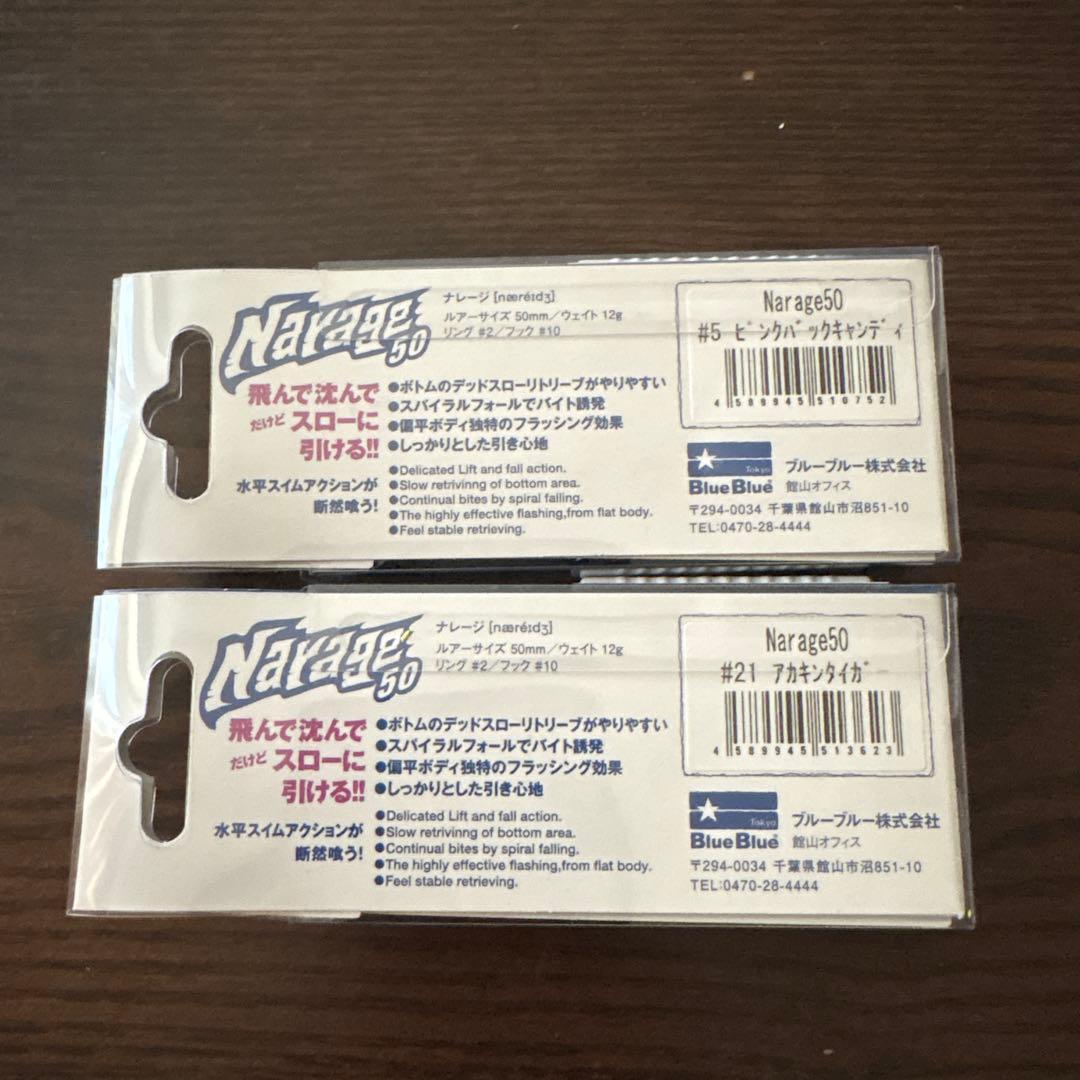 Narage 50
ナレージ [næréɪdʒ]
ルアーサイズ 50mm／ウェイト 12g
リング #2／フック #10
飛んで沈んで
だけど スローに
引ける!!
水平スイムアクションが
断然喰う!
●ボトムのデッドスローリトリーブがやりやすい
●スパイラルフォールでバイト誘発
●偏平ボディ独特のフラッシング効果
●しっかりとした引き心地
●Delicated Lift and fall action.
●Slow retrivning of bottom area.
●Continual bites by spiral falling.
●The highly effective flashing,from flat body.
●Feel stable retrieving.
Narage50
#5 ﾋﾟﾝｸﾊﾞｯｸｷｬﾝﾃﾞｨ
4 589945 510752
Tokyo
BlueBlue
ブルーブルー株式会社
館山オフィス
〒294-0034 千葉県館山市沼851-10
TEL:0470-28-4444
Narage 50
ナレージ [næréɪdʒ]
ルアーサイズ 50mm／ウェイト 12g
リング #2／フック #10
飛んで沈んで
だけど スローに
引ける!!
水平スイムアクションが
断然喰う!
●ボトムのデッドスローリトリーブがやりやすい
●スパイラルフォールでバイト誘発
●偏平ボディ独特のフラッシング効果
●しっかりとした引き心地
●Delicated Lift and fall action.
●Slow retrivning of bottom area.
●Continual bites by spiral falling.
●The highly effective flashing,from flat body.
●Feel stable retrieving.
Narage50
#21 ｱｶｷﾝﾀｲｶﾞｰ
4 589945 513623
Tokyo
BlueBlue
ブルーブルー株式会社
館山オフィス
〒294-0034 千葉県館山市沼851-10
TEL:0470-28-4444